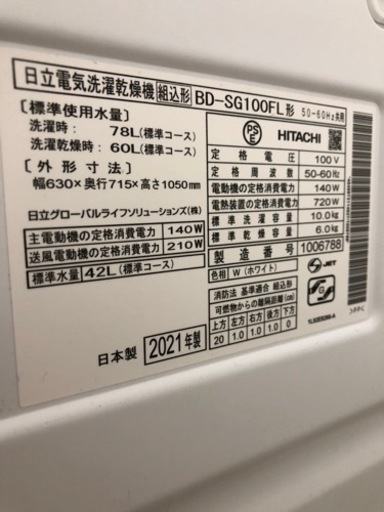 日立電気洗濯乾燥機 組込形 BD-SG100FL形 50-60Hz共用
[標準使用水量]
洗濯時: 78L(標準コース)
洗乾時: 60L(標準コース)
[外形寸法]
幅630×奥行715×高さ1050mm
日立グローバルライフソリューションズ(株)
主電動機の定格消費電力 140W
送風電動機の定格消費電力 210W
標準水量 42L(標準コース)
日本製 2021年製
PSE HITACHI
定格電圧 100V
定格周波数 50-60Hz
電動機の定格消費電力 140W
電熱装置の定格消費電力 720W
標準洗濯容量 10.0kg
標準乾燥容量 6.0kg
製造番号 1006788
色相 W(ホワイト)
JET
消防法 基準適合 組込形
可燃物からの離隔距離(cm)
上方 左方 右方 前方 後方 下方
20 1.0 1.0 1.0 0